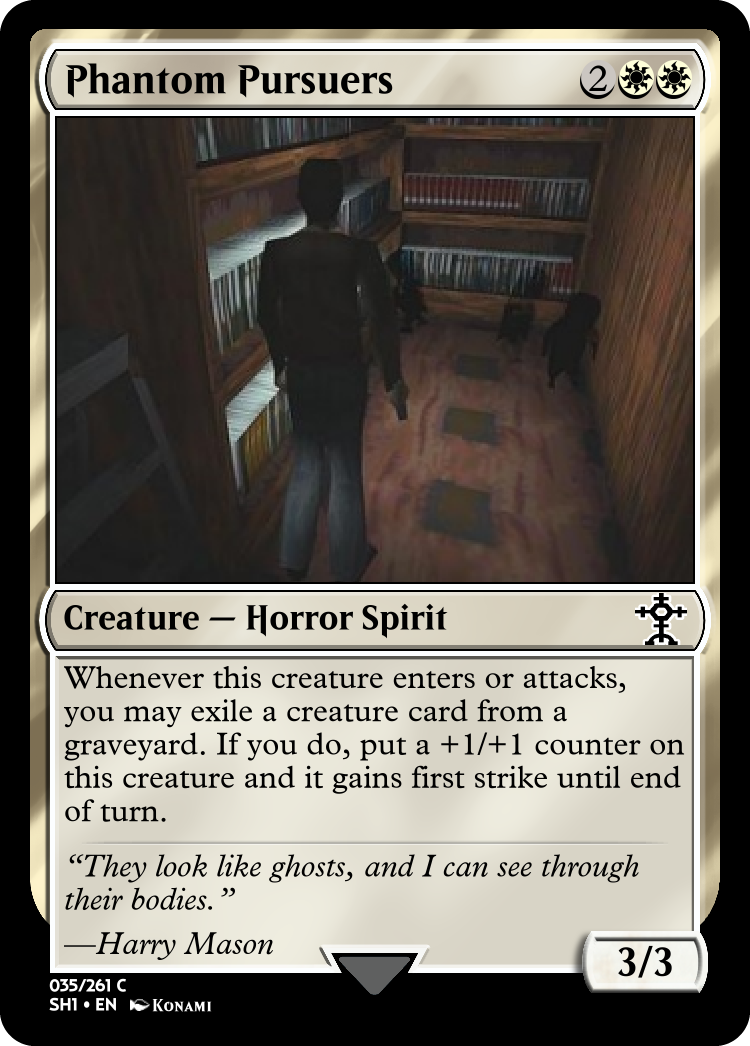 Phantom Pursuers 2
Creature — Horror Spirit
Whenever this creature enters or attacks,
you may exile a creature card from a
graveyard. If you do, put a +1/+1 counter on
this creature and it gains first strike until end
of turn.
“They look like ghosts, and I can see through
their bodies.”
—Harry Mason
3/3
035/261 C
SH1 • EN KONAMI